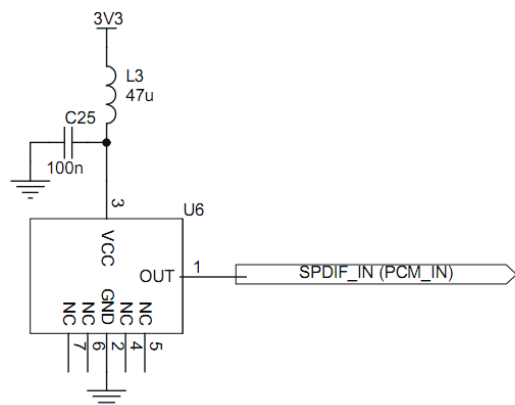 3V3
L3
47u
C25
100n
3
U6
VCC
OUT
1
SPDIF_IN (PCM_IN)
NC
NC
GND
NC
NC
7
6
2
4
5